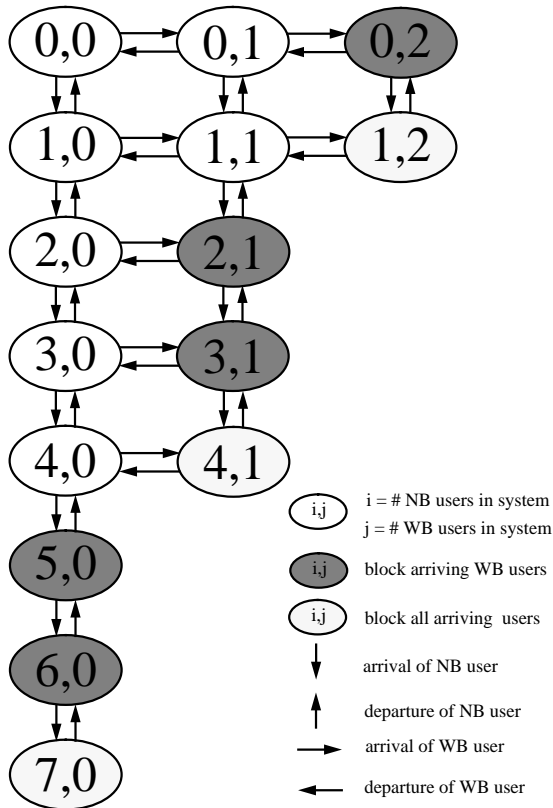 0,0 0,1 0,2
1,0 1,1 1,2
2,0 2,1
3,0 3,1
4,0 4,1
5,0
6,0
7,0
i,j i = # NB users in system
j = # WB users in system
i,j block arriving WB users
i,j block all arriving users
arrival of NB user
departure of NB user
arrival of WB user
departure of WB user